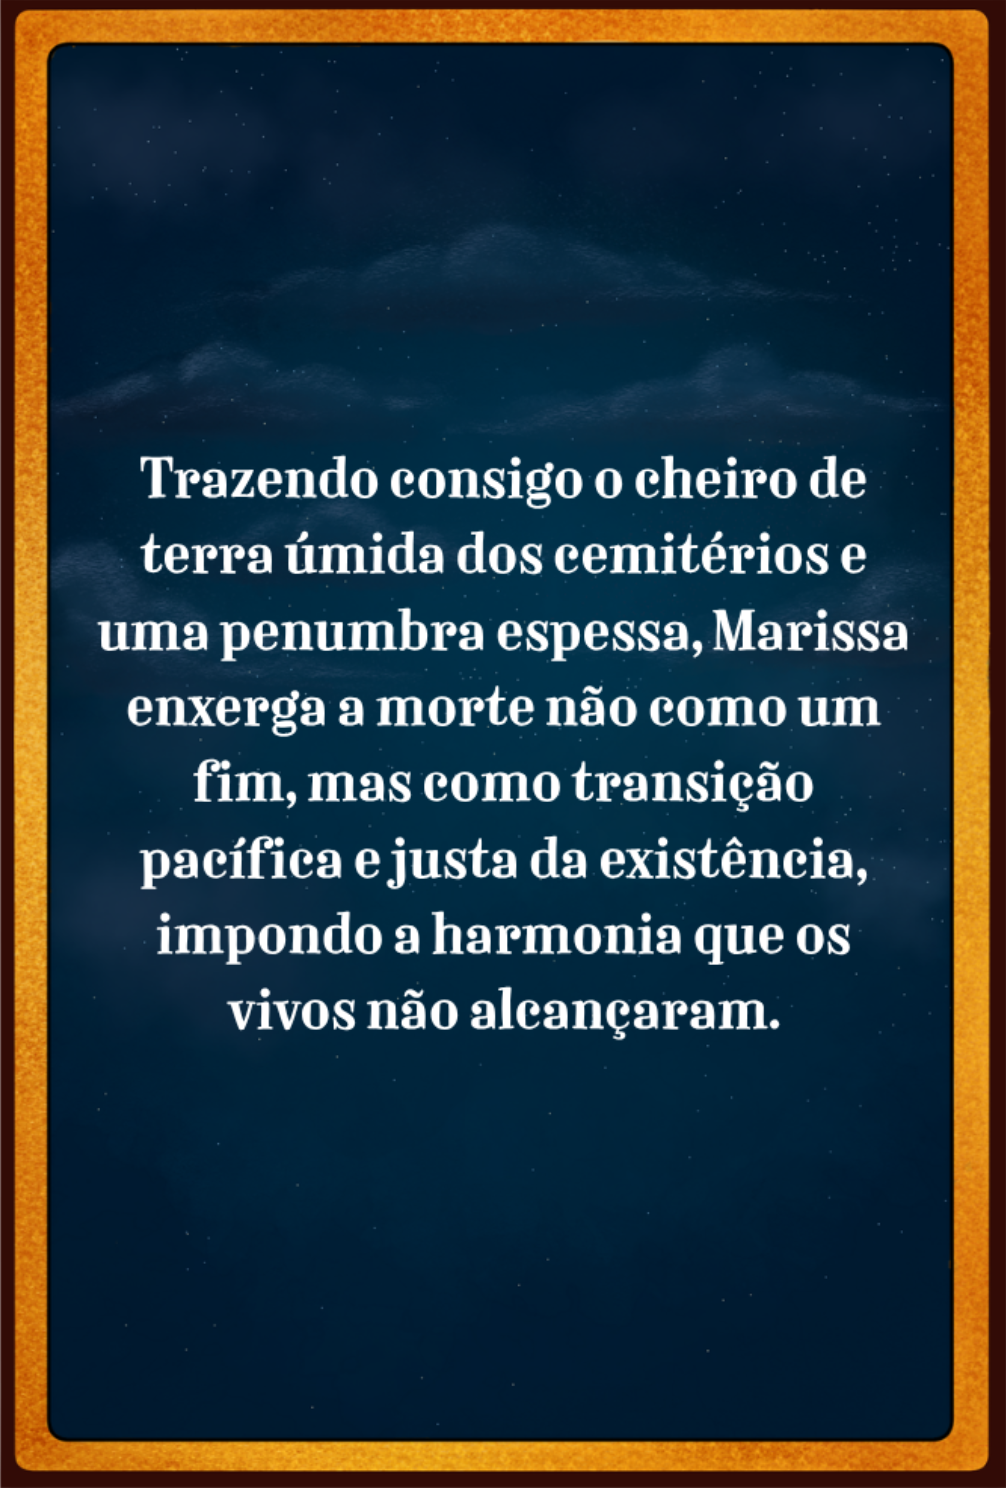 Trazendo consigo o cheiro de
terra úmida dos cemitérios e
uma penumbra espessa, Marissa
enxerga a morte não como um
fim, mas como transição
pacífica e justa da existência,
impondo a harmonia que os
vivos não alcançaram.